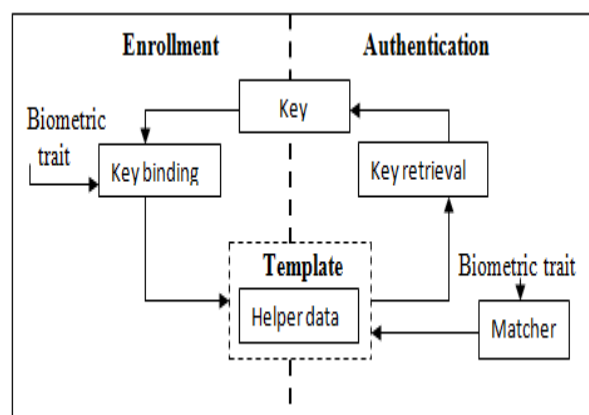 Enrollment
Authentication
Key
Biometric
trait
Key binding
Key retrieval
Template
Helper data
Biometric trait
Matcher